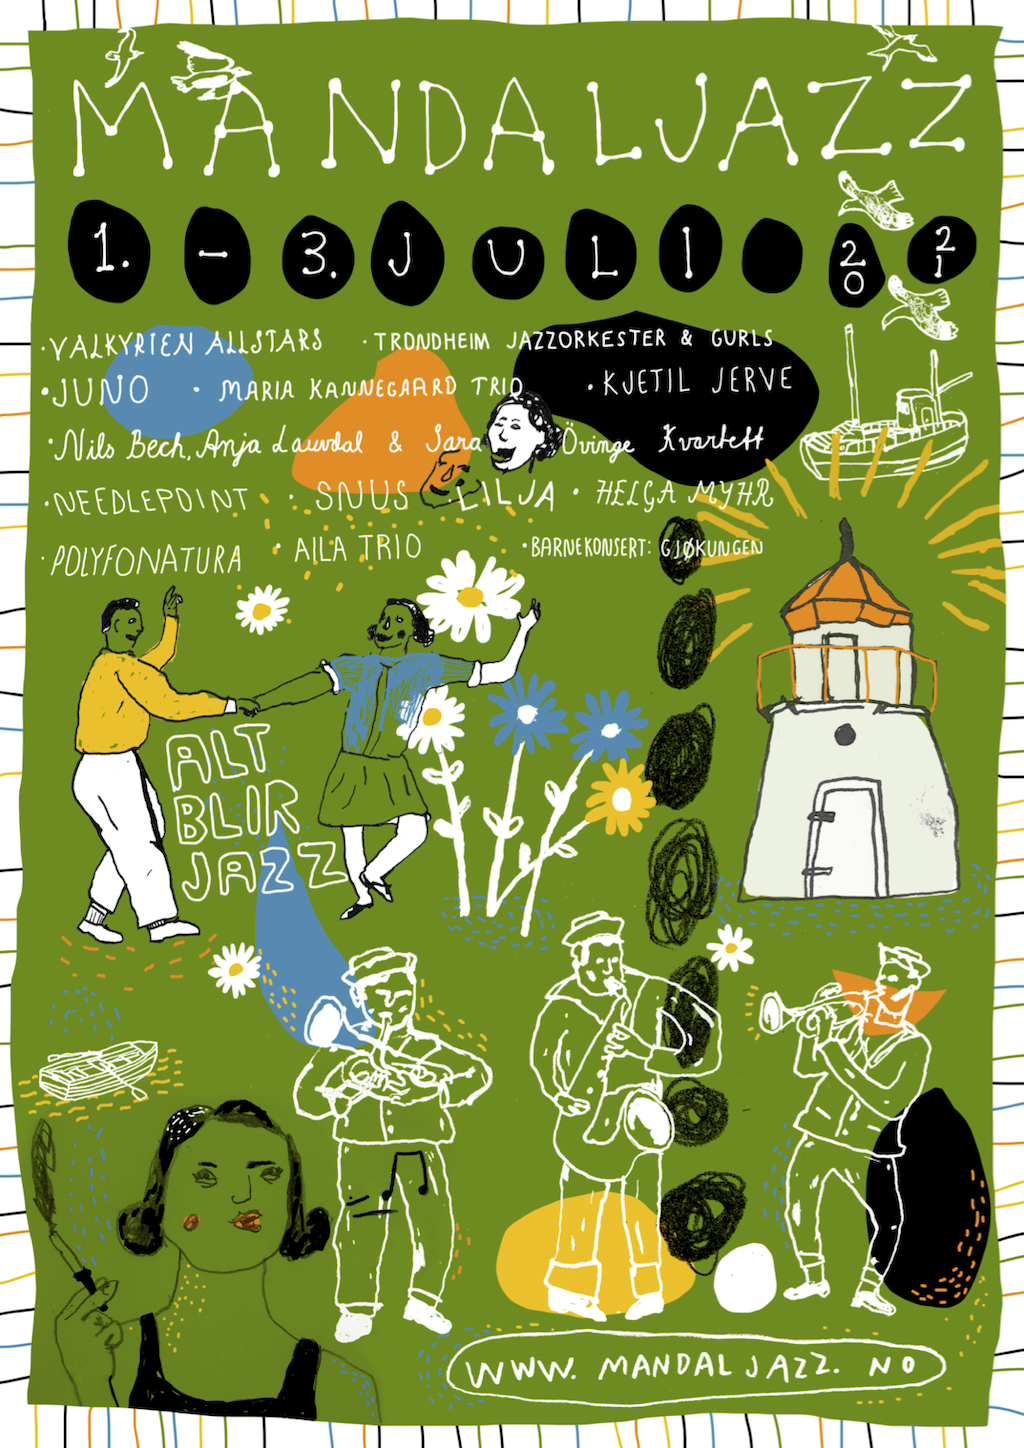 MANDALJAZZ
1. - 3. JULI 2021
·VALKYRIEN ALLSTARS ·TRONDHEIM JAZZORKESTER & GURLS
·JUNO · MARIA KANNEGAARD TRIO ·KJETIL JERVE
·Nils Bech, Anja Lauvdal & Sara Övinge Kvartett
·NEEDLEPOINT · SNUS ·LILJA · HELGA MYHR
·POLYFONATURA · AILA TRIO ·BARNEKONSERT: GJØKUNGEN
ALT
BLIR
JAZZ
WWW. MANDALJAZZ. NO